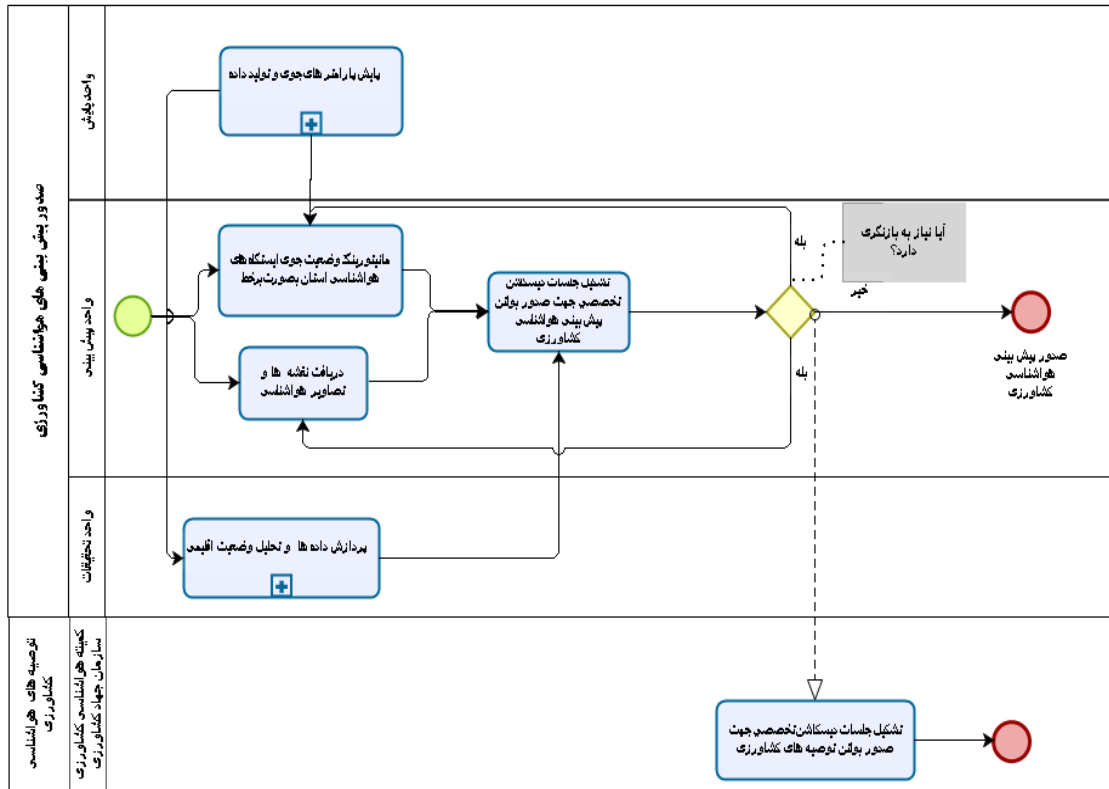 صدور پیش بینی های هواشناسی کشاورزی
واحد پایش
پایش پارامتر های جوی و تولید داده
واحد پیش بینی
مانیتورینگ وضعیت جوی ایستگاه های
هواشناسی استان بصورت برخط
دریافت نقشه ها و
تصاویر هواشناسی
تشکیل جلسات دیسکاشن
تخصصی جهت صدور بولتن
پیش بینی هواشناسی
کشاورزی
بله
آیا نیاز به بازنگری
دارد؟
خیر
بله
صدور پیش بینی
هواشناسی
کشاورزی
واحد تحقیقات
پردازش داده ها و تحلیل وضعیت اقلیمی
توصیه های هواشناسی
کشاورزی
کمیته هواشناسی کشاورزی
سازمان جهاد کشاورزی
تشکیل جلسات دیسکاشن تخصصی جهت
صدور بولتن توصیه های کشاورزی